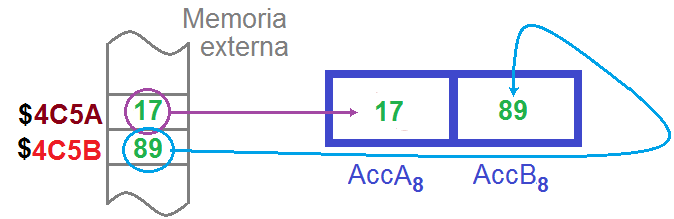 Memoria
externa
$4C5A 17 17 89
$4C5B 89
AccA8 AccB8